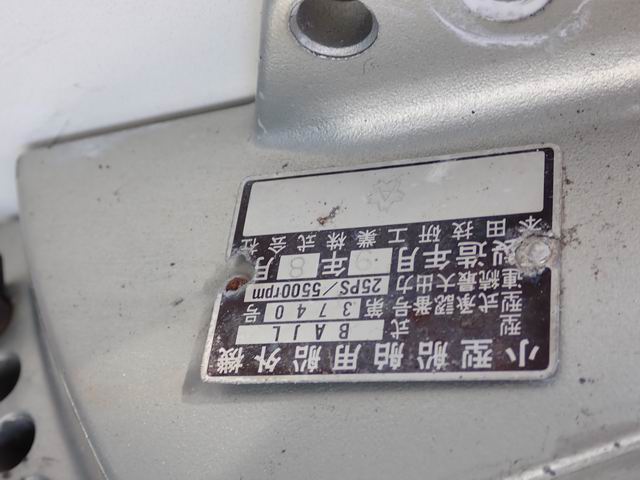 小型船舶用船外機
型式 BAJL
型式承認番号 第3740号
連続最大出力 25PS/5500rpm
製造年月 9年8月
本田技研工業株式会社